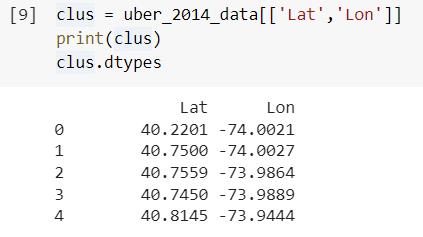 [9] clus = uber_2014_data[['Lat','Lon']]
print(clus)
clus.dtypes
Lat Lon
0 40.2201 -74.0021
1 40.7500 -74.0027
2 40.7559 -73.9864
3 40.7450 -73.9889
4 40.8145 -73.9444